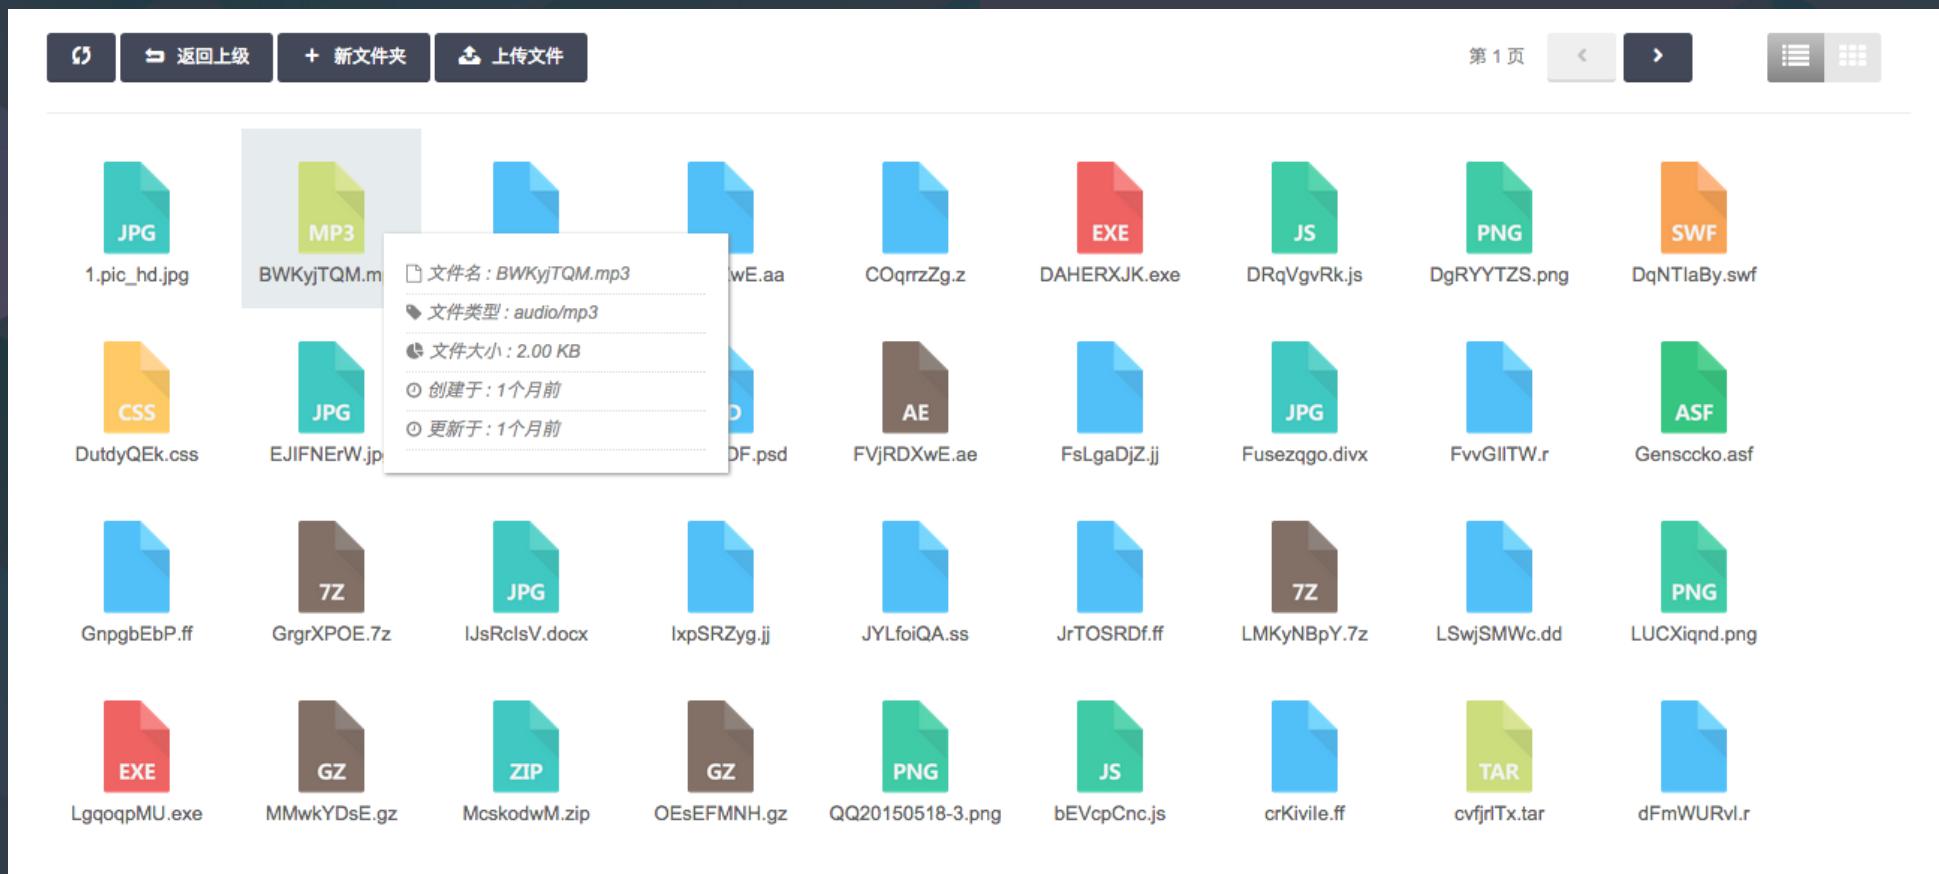 返回上级
新文件夹
上传文件
第 1 页
JPG
MP3
EXE
JS
PNG
SWF
1.pic_hd.jpg
BWKyjTQM.m
wE.aa
COqrrzZg.z
DAHERXJK.exe
DRqVgvRk.js
DgRYYTZS.png
DqNTlaBy.swf
文件名 : BWKyjTQM.mp3
文件类型 : audio/mp3
文件大小 : 2.00 KB
创建于 : 1个月前
更新于 : 1个月前
CSS
JPG
D
AE
JPG
ASF
DutdyQEk.css
EJIFNErW.jp
DF.psd
FVjRDXwE.ae
FsLgaDjZ.jj
Fusezqgo.divx
FvvGIITW.r
Gensccko.asf
7Z
JPG
7Z
PNG
GnpgbEbP.ff
GrgrXPOE.7z
IJsRclsV.docx
IxpSRZyg.jj
JYLfoiQA.ss
JrTOSRDf.ff
LMKyNBpY.7z
LSwjSMWc.dd
LUCXiqnd.png
EXE
GZ
ZIP
GZ
PNG
JS
TAR
LgqoqpMU.exe
MMwkYDsE.gz
McskodwM.zip
OEsEFMNH.gz
QQ20150518-3.png
bEVcpCnc.js
crKivile.ff
cvfjrlTx.tar
dFmWURvl.r